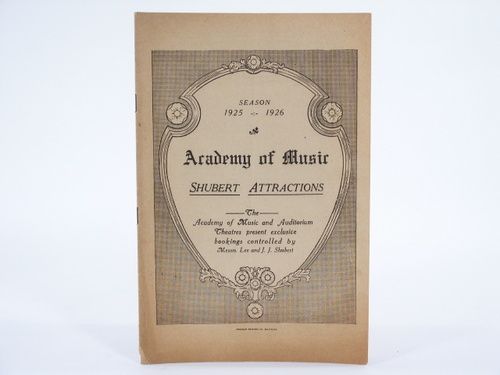 SEASON
1925 - 1926
Academy of Music
SHUBERT ATTRACTIONS
The
Academy of Music and Auditorium
Theatres present exclusive
bookings controlled by
Messrs. Lee and J. J. Shubert